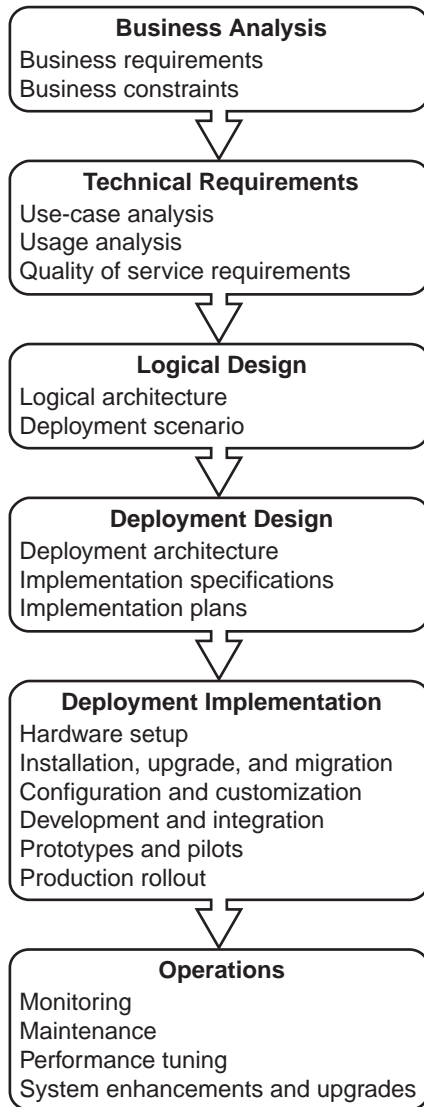 Business Analysis
Business requirements
Business constraints
Technical Requirements
Use-case analysis
Usage analysis
Quality of service requirements
Logical Design
Logical architecture
Deployment scenario
Deployment Design
Deployment architecture
Implementation specifications
Implementation plans
Deployment Implementation
Hardware setup
Installation, upgrade, and migration
Configuration and customization
Development and integration
Prototypes and pilots
Production rollout
Operations
Monitoring
Maintenance
Performance tuning
System enhancements and upgrades